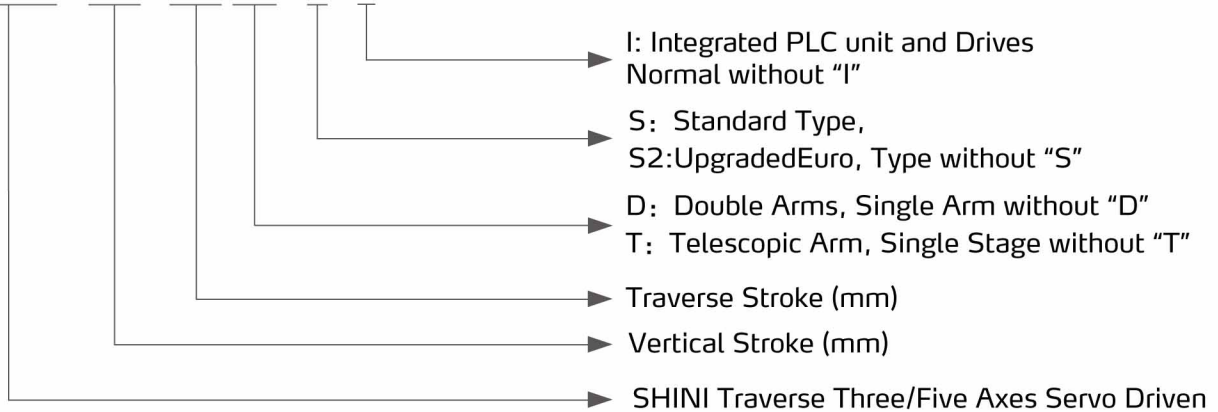 I: Integrated PLC unit and Drives
Normal without “I”
S: Standard Type,
S2:UpgradedEuro, Type without “S”
D: Double Arms, Single Arm without “D”
T: Telescopic Arm, Single Stage without “T”
Traverse Stroke (mm)
Vertical Stroke (mm)
SHINI Traverse Three/Five Axes Servo Driven